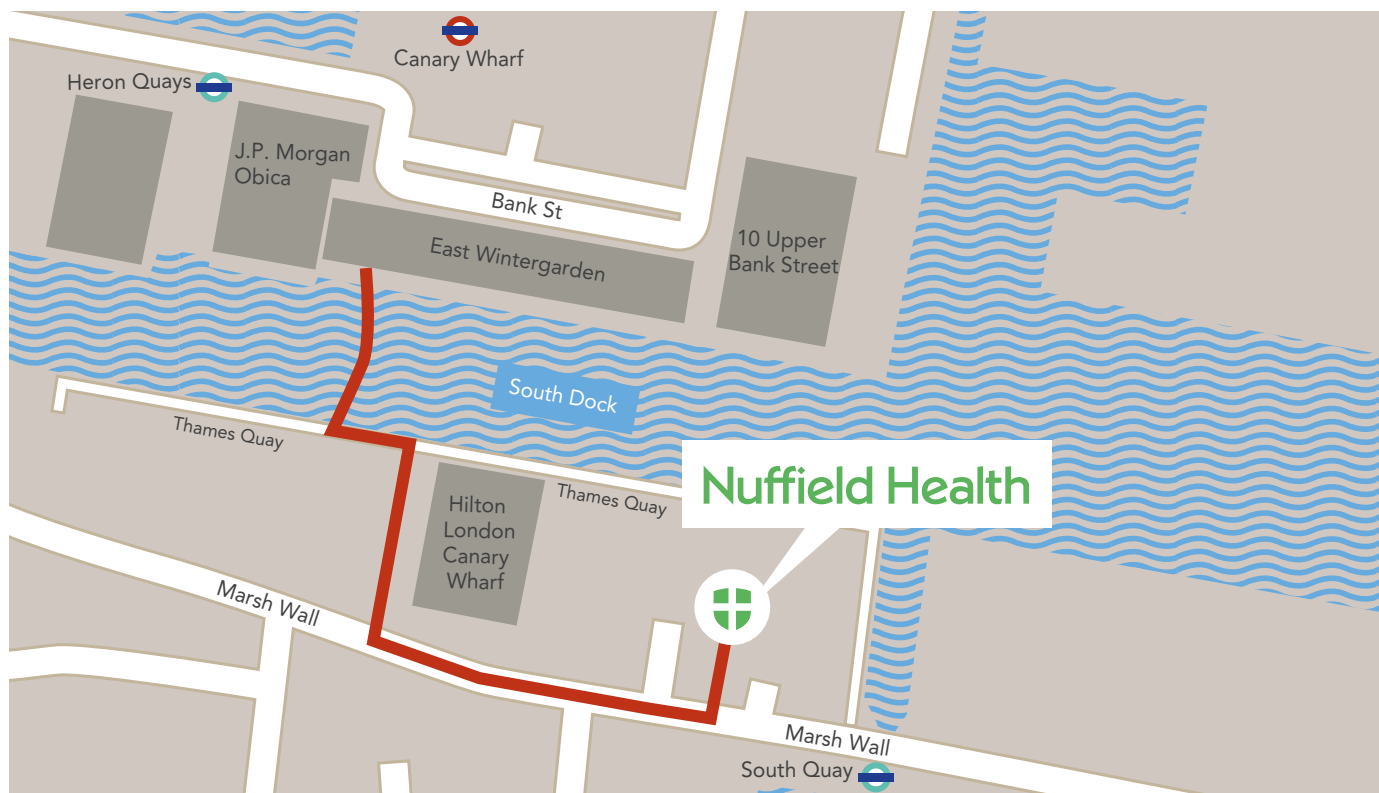 Canary Wharf
Heron Quays
J.P. Morgan
Obica
Bank St
East Wintergarden
10 Upper
Bank Street
South Dock
Thames Quay
Nuffield Health
Thames Quay
Hilton
London
Canary
Wharf
Marsh Wall
Marsh Wall
South Quay